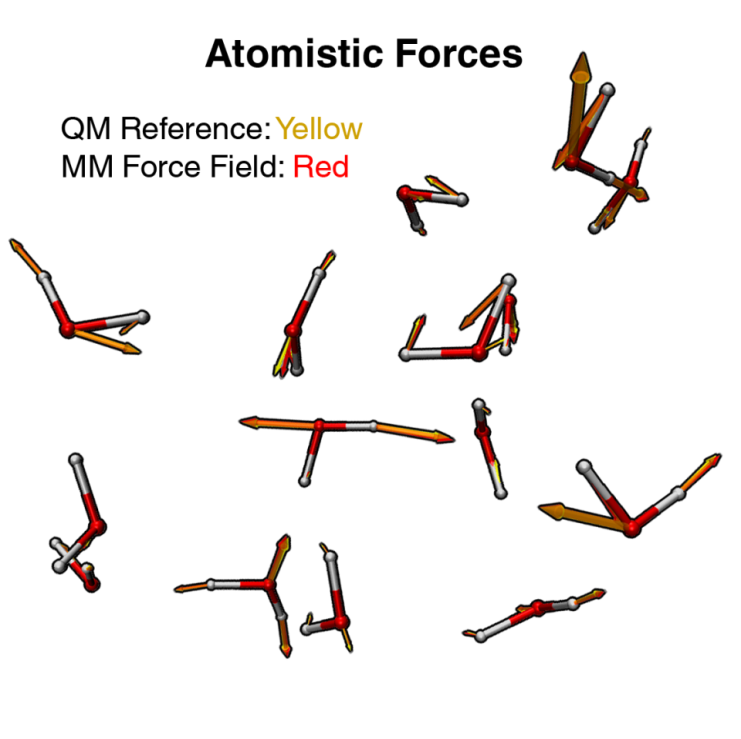 Atomistic Forces
QM Reference: Yellow
MM Force Field: Red